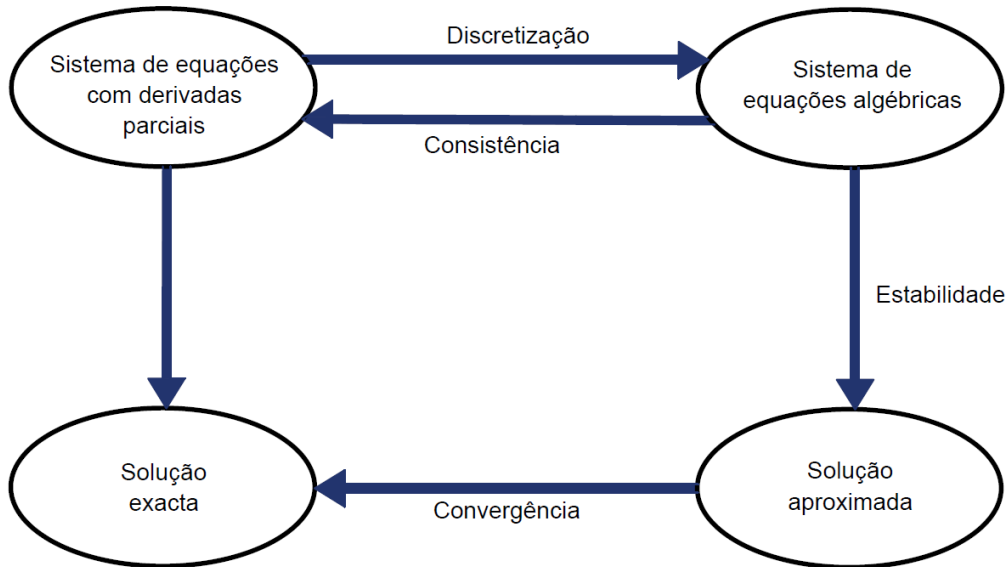 Discretização
Sistema de equações
com derivadas
parciais
Sistema de
equações algébricas
Consistência
Estabilidade
Solução
exacta
Solução
aproximada
Convergência